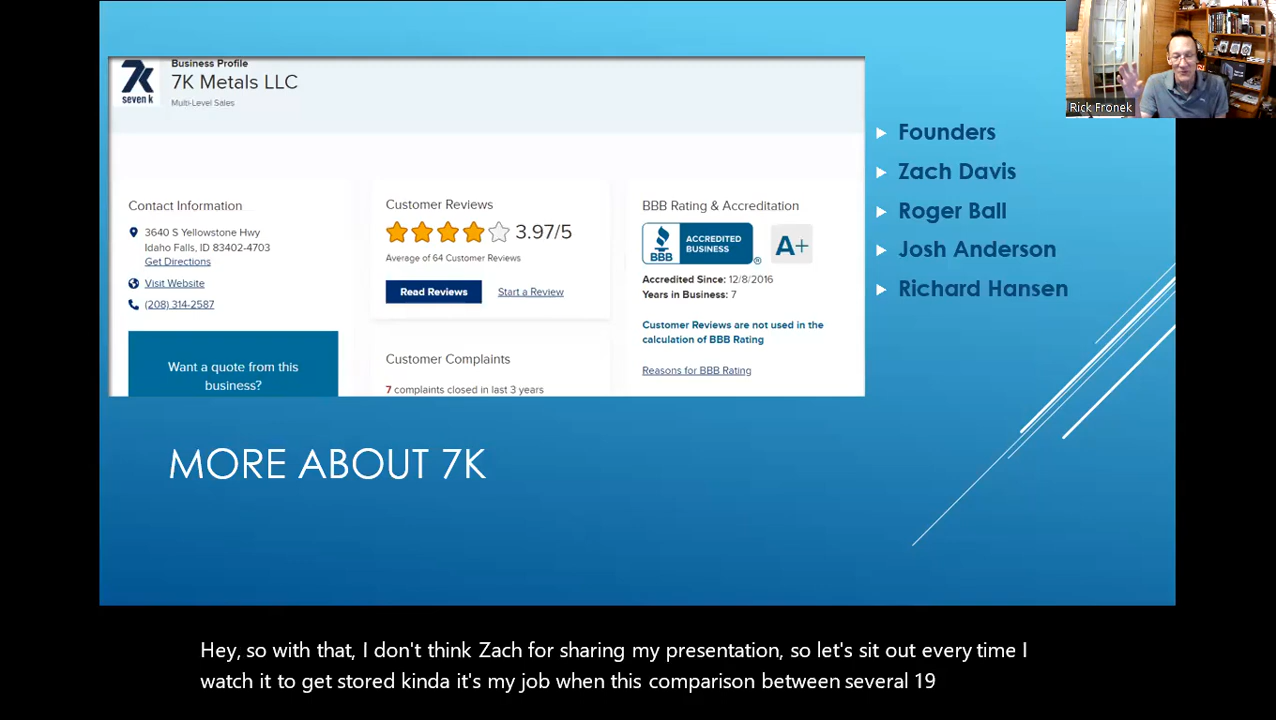 Business Profile
7K Metals LLC
Multi-Level Sales
7k
seven k
Contact Information
3640 S Yellowstone Hwy
Idaho Falls, ID 83402-4703
Get Directions
Visit Website
(208) 314-2587
Want a quote from this
business?
Customer Reviews
3.97/5
Average of 64 Customer Reviews
Read Reviews
Start a Review
Customer Complaints
7 complaints closed in last 3 years
BBB Rating & Accreditation
BBB
ACCREDITED
BUSINESS
®
A+
Accredited Since: 12/8/2016
Years in Business: 7
Customer Reviews are not used in the
calculation of BBB Rating
Reasons for BBB Rating
Founders
Zach Davis
Roger Ball
Josh Anderson
Richard Hansen
Rick Fronek
MORE ABOUT 7K
Hey, so with that, I don't think Zach for sharing my presentation, so let's sit out every time I
watch it to get stored kinda it's my job when this comparison between several 19